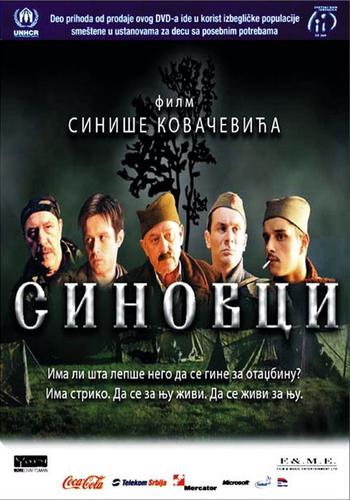 UNHCR
Deo prihoda od prodaje ovog DVD-a ide u korist izbegličke populacije
smeštene u ustanovama za decu sa posebnim potrebama
филм
СИНИШЕ КОВАЧЕВИЋА
СИНОВЦИ
Има ли шта лепше него да се гине за отаџбину?
Има стрико. Да се за њу живи. Да се живи за њу.
F & M.E.
Coca-Cola
Telekom Srbija
Mercator
Microsoft